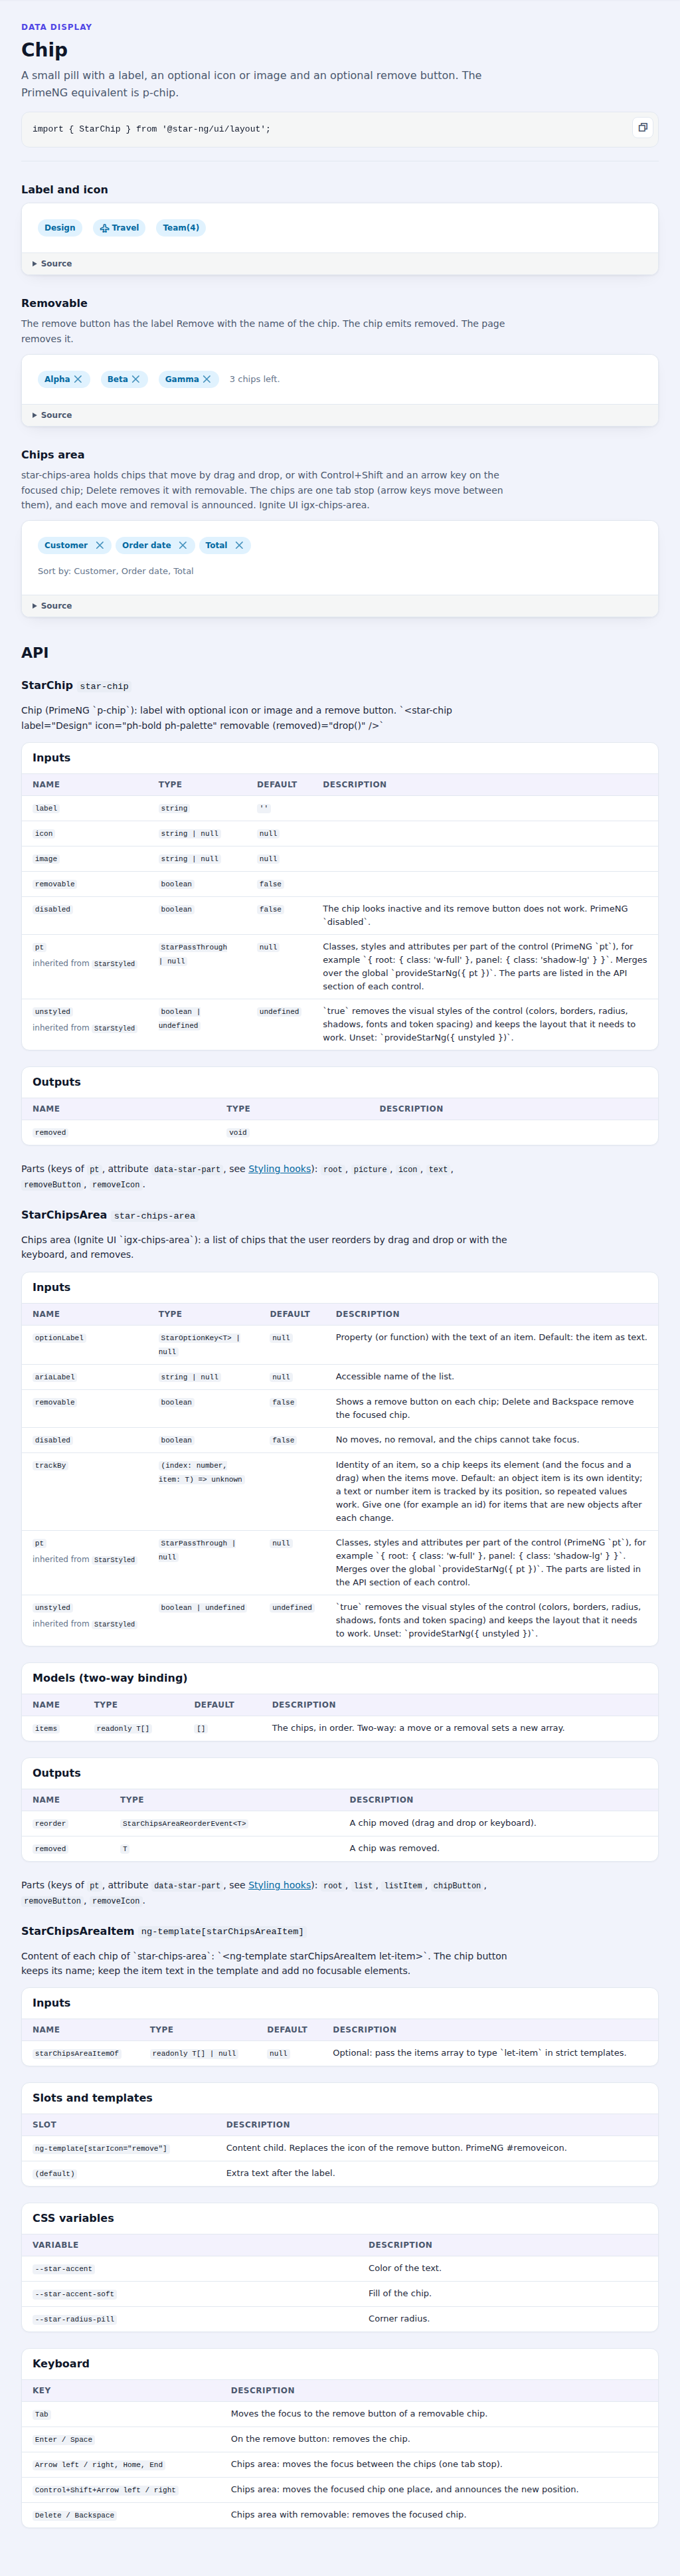 DATA DISPLAY
Chip
A small pill with a label, an optional icon or image and an optional remove button. The
PrimeNG equivalent is p-chip.
import { StarChip } from '@star-ng/ui/layout';
Label and icon
Design Travel Team(4)
Source
Removable
The remove button has the label Remove with the name of the chip. The chip emits removed. The page
removes it.
Alpha Beta Gamma 3 chips left.
Source
Chips area
star-chips-area holds chips that move by drag and drop, or with Control+Shift and an arrow key on the
focused chip; Delete removes it with removable. The chips are one tab stop (arrow keys move between
them), and each move and removal is announced. Ignite UI igx-chips-area.
Customer Order date Total
Sort by: Customer, Order date, Total
Source
API
StarChip star-chip
Chip (PrimeNG `p-chip`): label with optional icon or image and a remove button. `<star-chip
label="Design" icon="ph-bold ph-palette" removable (removed)="drop()" />`
Inputs
NAME TYPE DEFAULT DESCRIPTION
label string ''
icon string | null null
image string | null null
removable boolean false
disabled boolean false The chip looks inactive and its remove button does not work. PrimeNG
`disabled`.
pt StarPassThrough null Classes, styles and attributes per part of the control (PrimeNG `pt`), for
inherited from StarStyled | null example `{ root: { class: 'w-full' }, panel: { class: 'shadow-lg' } }`. Merges
over the global `provideStarNg({ pt })`. The parts are listed in the API
section of each control.
unstyled boolean | undefined `true` removes the visual styles of the control (colors, borders, radius,
inherited from StarStyled undefined shadows, fonts and token spacing) and keeps the layout that it needs to
work. Unset: `provideStarNg({ unstyled })`.
Outputs
NAME TYPE DESCRIPTION
removed void
Parts (keys of pt, attribute data-star-part, see Styling hooks): root, picture, icon, text,
removeButton, removeIcon.
StarChipsArea star-chips-area
Chips area (Ignite UI `igx-chips-area`): a list of chips that the user reorders by drag and drop or with the
keyboard, and removes.
Inputs
NAME TYPE DEFAULT DESCRIPTION
optionLabel StarOptionKey<T> | null Property (or function) with the text of an item. Default: the item as text.
null
ariaLabel string | null null Accessible name of the list.
removable boolean false Shows a remove button on each chip; Delete and Backspace remove
the focused chip.
disabled boolean false No moves, no removal, and the chips cannot take focus.
trackBy (index: number, Identity of an item, so a chip keeps its element (and the focus and a
item: T) => unknown drag) when the items move. Default: an object item is its own identity;
a text or number item is tracked by its position, so repeated values
work. Give one (for example an id) for items that are new objects after
each change.
pt StarPassThrough | null Classes, styles and attributes per part of the control (PrimeNG `pt`), for
inherited from StarStyled null example `{ root: { class: 'w-full' }, panel: { class: 'shadow-lg' } }`.
Merges over the global `provideStarNg({ pt })`. The parts are listed in
the API section of each control.
unstyled boolean | undefined undefined `true` removes the visual styles of the control (colors, borders, radius,
inherited from StarStyled shadows, fonts and token spacing) and keeps the layout that it needs
to work. Unset: `provideStarNg({ unstyled })`.
Models (two-way binding)
NAME TYPE DEFAULT DESCRIPTION
items readonly T[] [] The chips, in order. Two-way: a move or a removal sets a new array.
Outputs
NAME TYPE DESCRIPTION
reorder StarChipsAreaReorderEvent<T> A chip moved (drag and drop or keyboard).
removed T A chip was removed.
Parts (keys of pt, attribute data-star-part, see Styling hooks): root, list, listItem, chipButton,
removeButton, removeIcon.
StarChipsAreaItem ng-template[starChipsAreaItem]
Content of each chip of `star-chips-area`: `<ng-template starChipsAreaItem let-item>`. The chip button
keeps its name; keep the item text in the template and add no focusable elements.
Inputs
NAME TYPE DEFAULT DESCRIPTION
starChipsAreaItemOf readonly T[] | null null Optional: pass the items array to type `let-item` in strict templates.
Slots and templates
SLOT DESCRIPTION
ng-template[starIcon="remove"] Content child. Replaces the icon of the remove button. PrimeNG #removeicon.
(default) Extra text after the label.
CSS variables
VARIABLE DESCRIPTION
--star-accent Color of the text.
--star-accent-soft Fill of the chip.
--star-radius-pill Corner radius.
Keyboard
KEY DESCRIPTION
Tab Moves the focus to the remove button of a removable chip.
Enter / Space On the remove button: removes the chip.
Arrow left / right, Home, End Chips area: moves the focus between the chips (one tab stop).
Control+Shift+Arrow left / right Chips area: moves the focused chip one place, and announces the new position.
Delete / Backspace Chips area with removable: removes the focused chip.